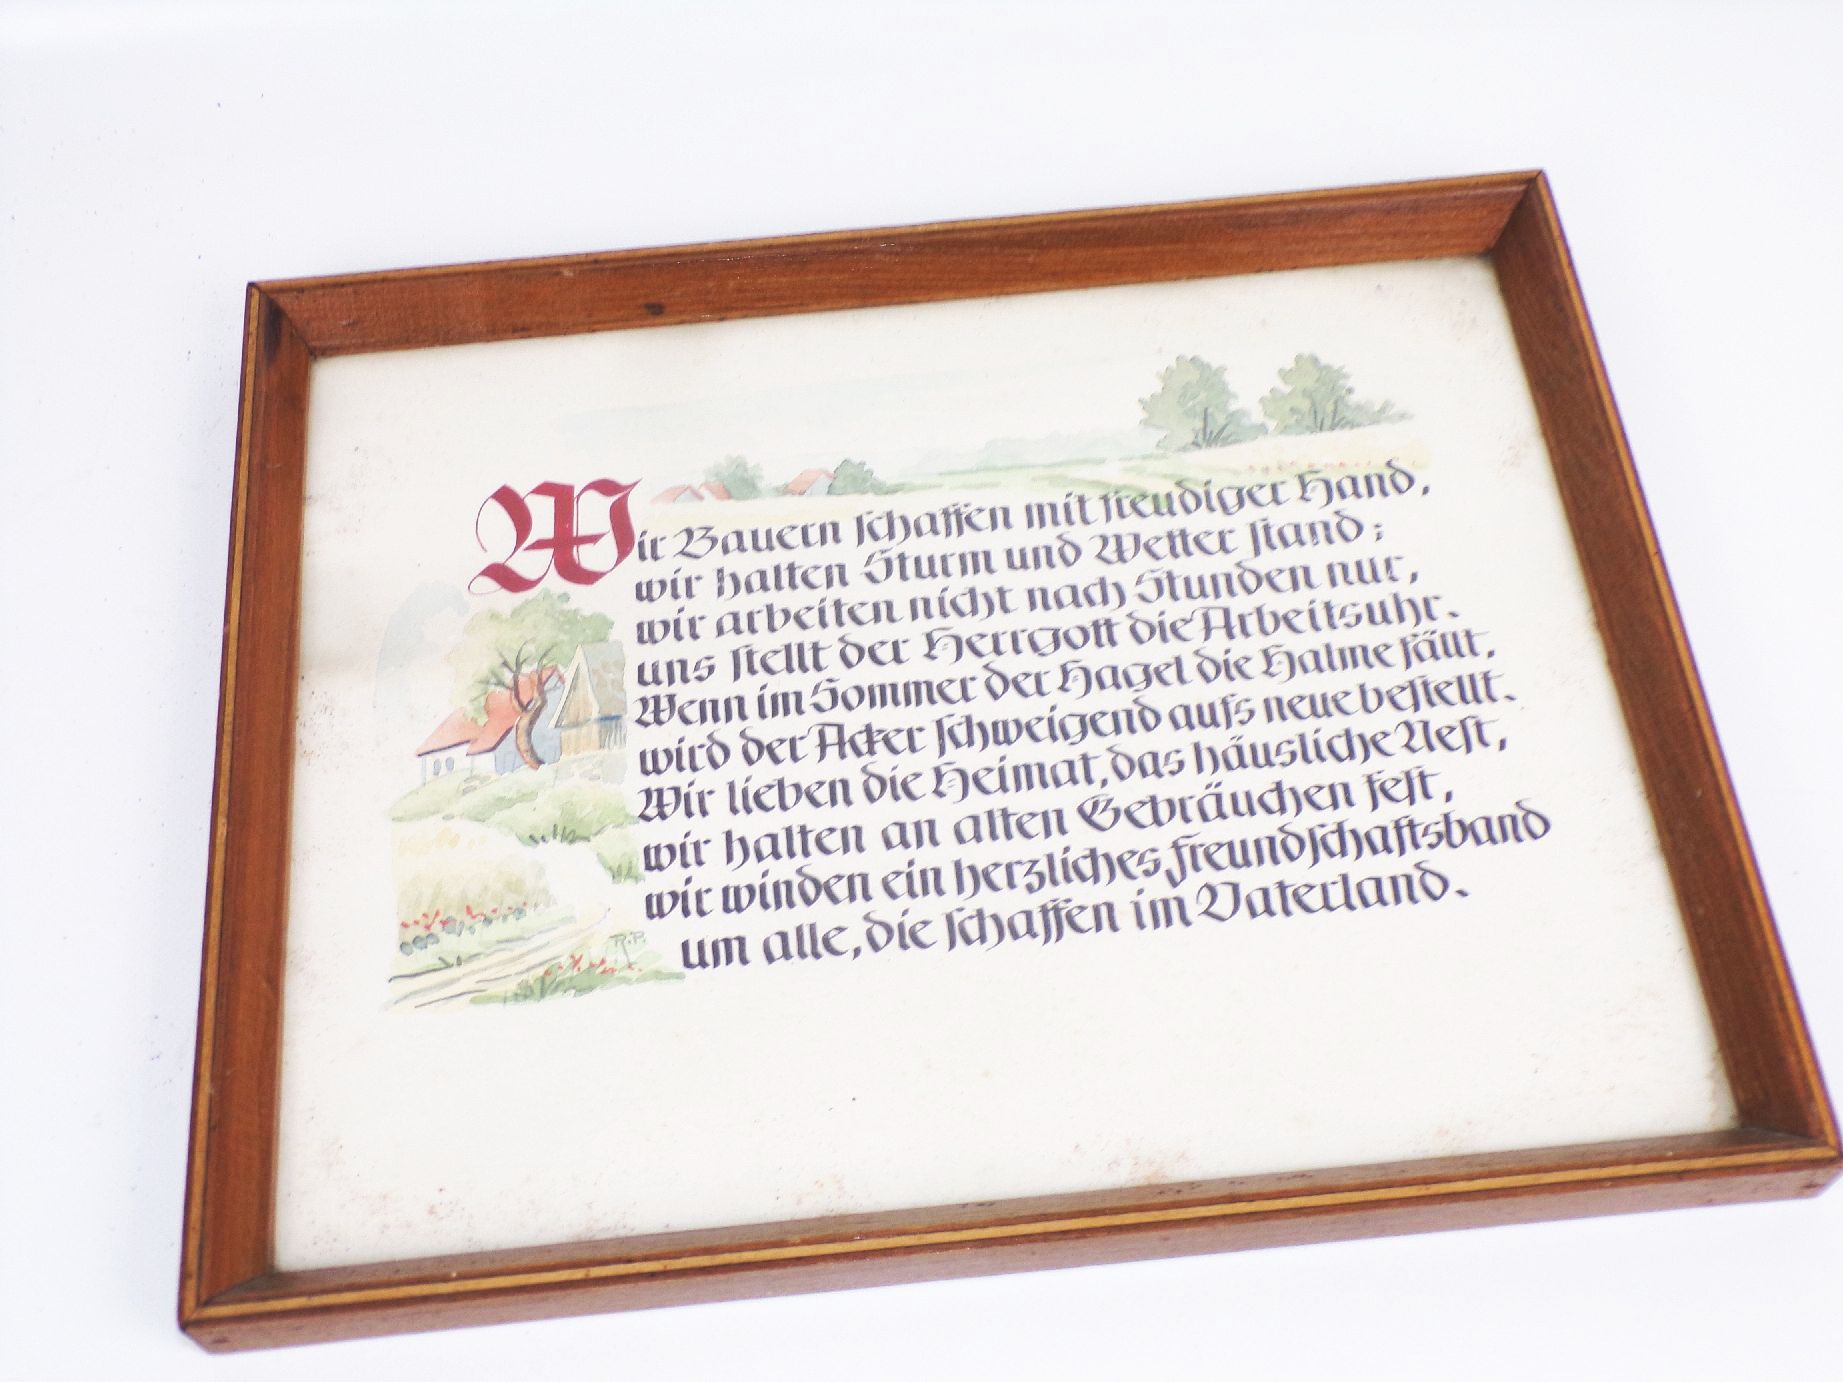 Wir Bauern schaffen mit freudiger Hand,
wir halten Sturm und Wetter stand;
wir arbeiten nicht nach Stunden nur,
uns stellt der Herrgott die Arbeitsuhr.
Wenn im Sommer der Hagel die Halme fällt,
wird der Acker schweigend aufs neue bestellt.
Wir lieben die Heimat, das häusliche Nest,
wir halten an alten Gebräuchen fest,
wir winden ein herzliches Freundschaftsband
um alle, die schaffen im Vaterland.
R.P.